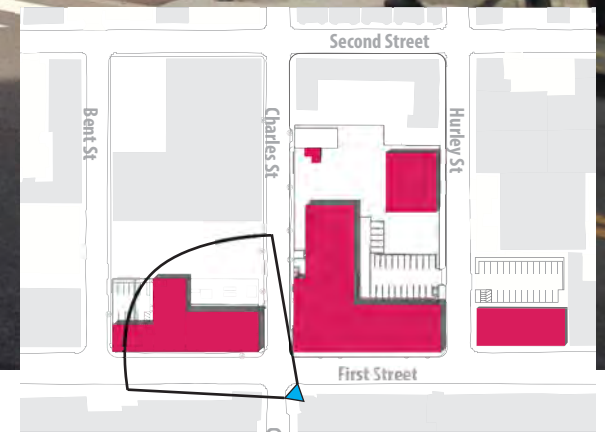 Second Street
Bent St
Charles St
Hurley St
First Street